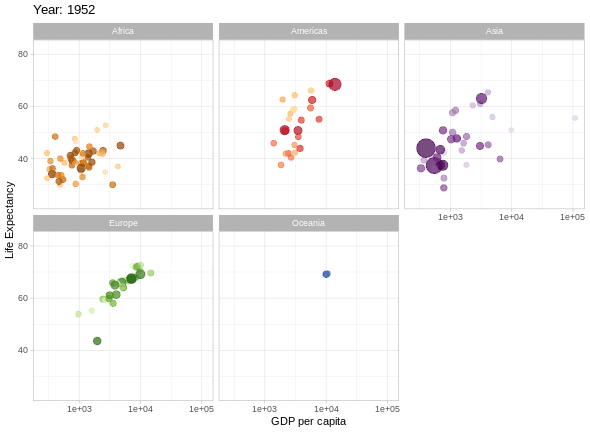 Year: 1952
Africa
Americas
Asia
80
60
40
1e+03
1e+04
1e+05
Europe
Oceania
80
60
40
1e+03
1e+04
1e+05
1e+03
1e+04
1e+05
Life Expectancy
GDP per capita